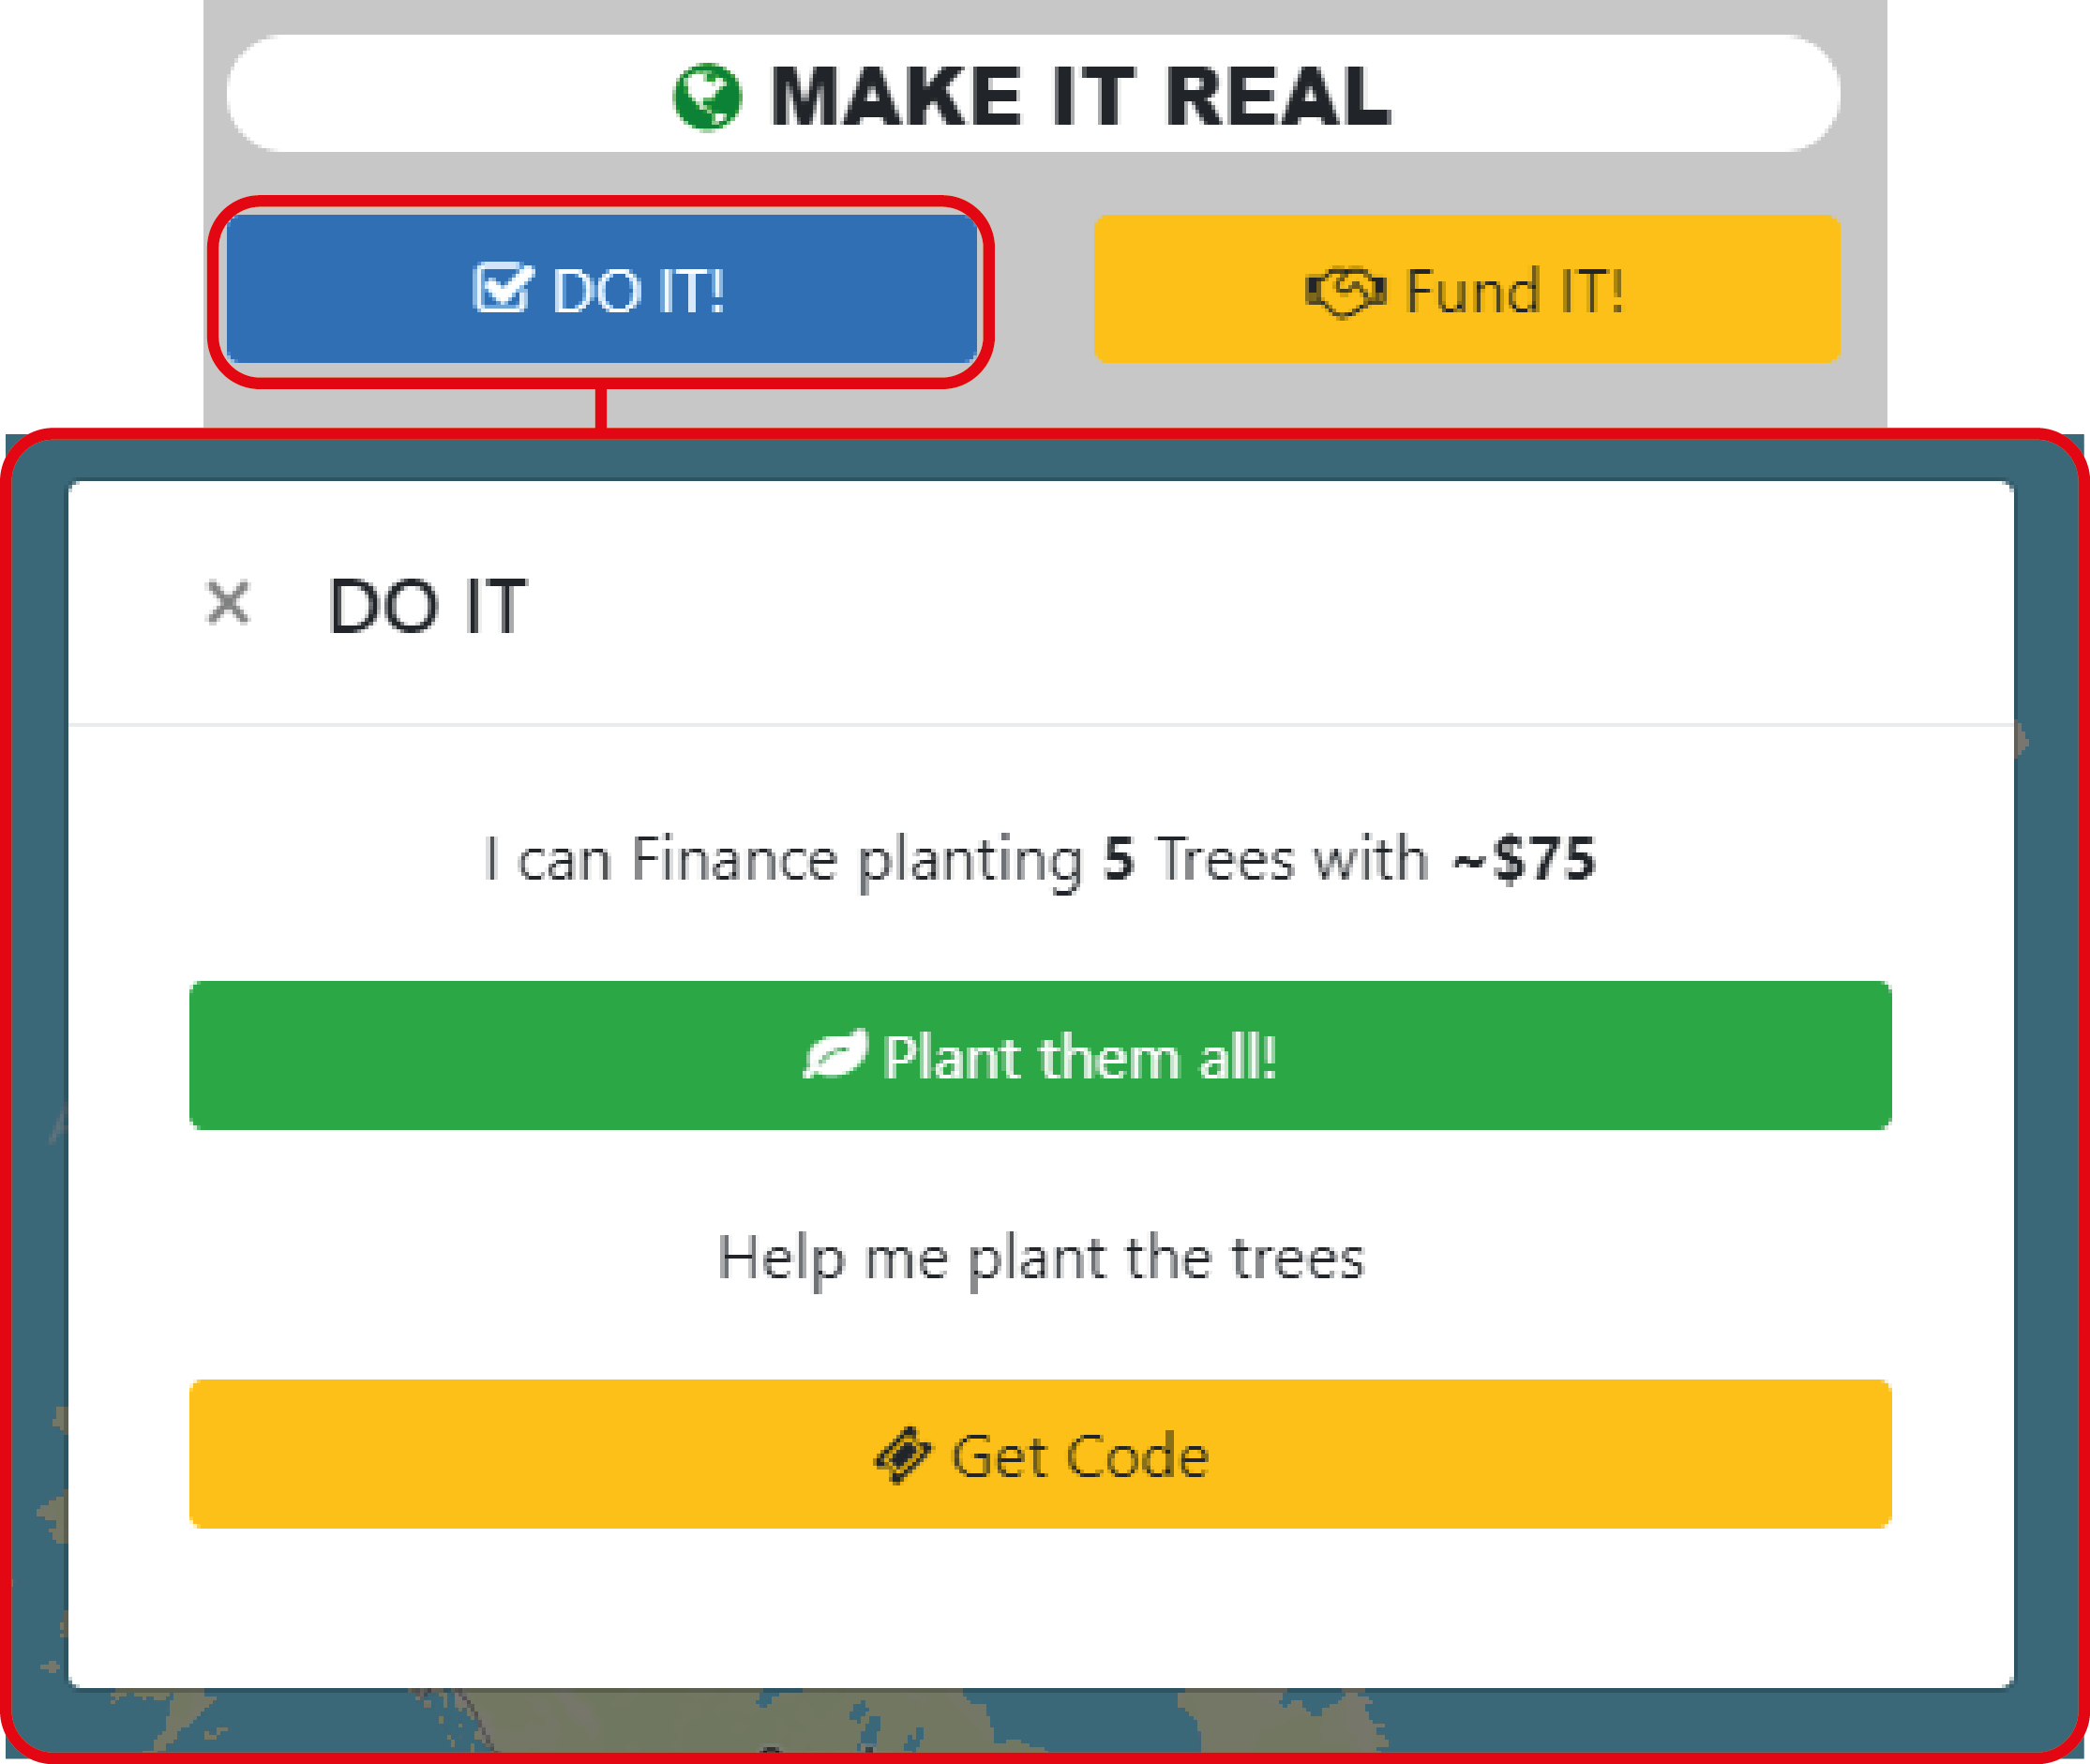 MAKE IT REAL
DO IT!
Fund IT!
× DO IT
I can Finance planting 5 Trees with ~$75
Plant them all!
Help me plant the trees
Get Code